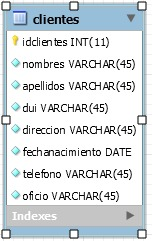 clientes
idclientes INT(11)
nombres VARCHAR(45)
apellidos VARCHAR(45)
dui VARCHAR(45)
direccion VARCHAR(45)
fechanacimiento DATE
telefono VARCHAR(45)
oficio VARCHAR(45)
Indexes